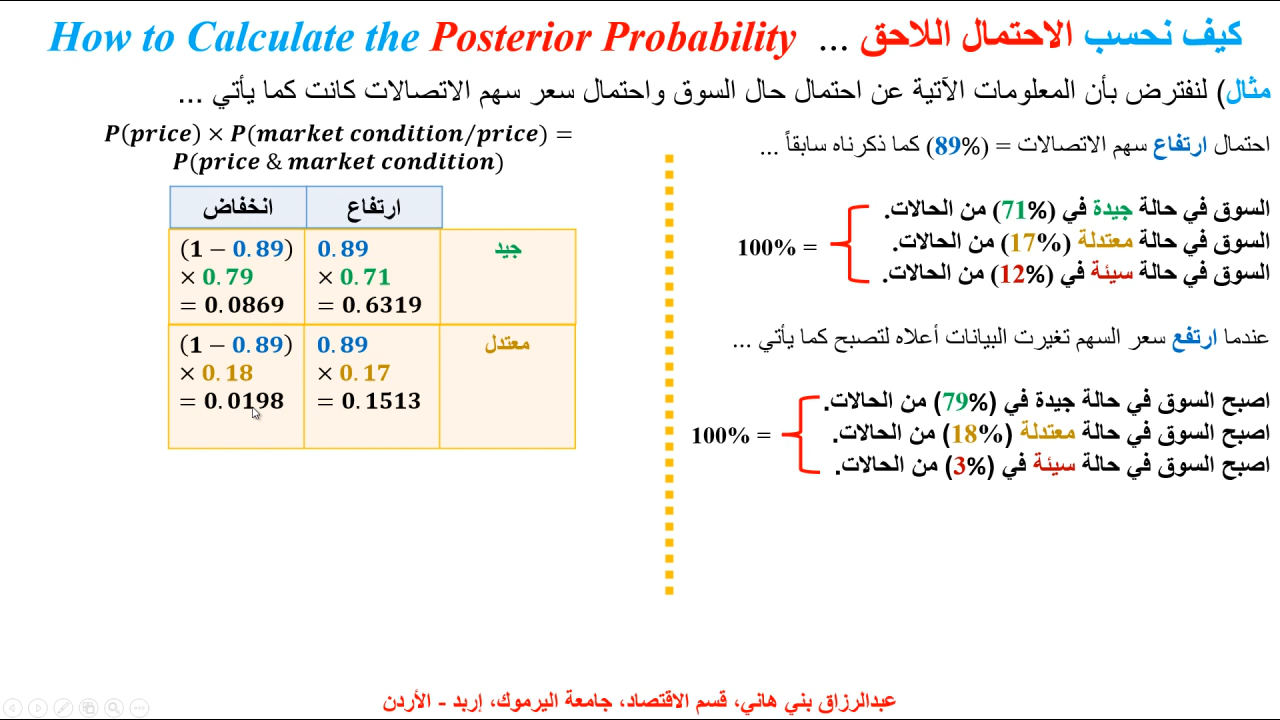 كيف نحسب الاحتمال اللاحق ... How to Calculate the Posterior Probability
مثال) لنفترض بأن المعلومات الآتية عن احتمال حال السوق واحتمال سعر سهم الاتصالات كانت كما يأتي ...
احتمال ارتفاع سهم الاتصالات = (89%) كما ذكرناه سابقاً ...
السوق في حالة جيدة في (71%) من الحالات.
السوق في حالة معتدلة (17%) من الحالات.
السوق في حالة سيئة في (12%) من الحالات.
100% =
عندما ارتفع سعر السهم تغيرت البيانات أعلاه لتصبح كما يأتي ...
اصبح السوق في حالة جيدة في (79%) من الحالات.
اصبح السوق في حالة معتدلة (18%) من الحالات.
اصبح السوق في حالة سيئة في (3%) من الحالات.
100% =
P(price) × P(market condition/price) =
P(price & market condition)
ارتفاع انخفاض
جيد
0.89
× 0.71
= 0.6319
(1 − 0.89)
× 0.79
= 0.0869
معتدل
0.89
× 0.17
= 0.1513
(1 − 0.89)
× 0.18
= 0.0198
عبدالرزاق بني هاني، قسم الاقتصاد، جامعة اليرموك، إربد - الأردن